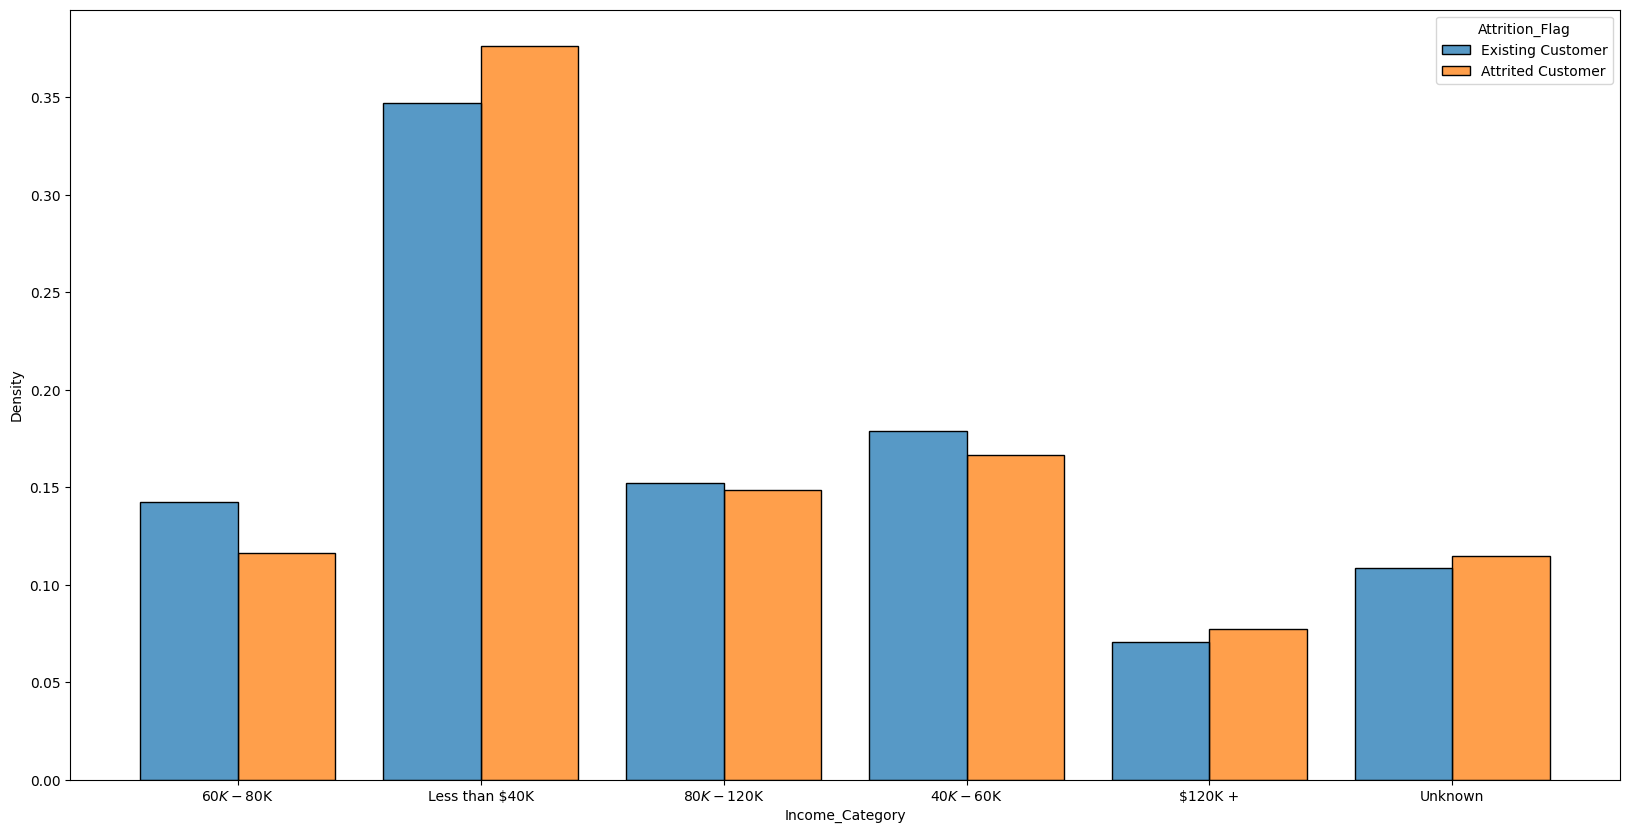 Attrition_Flag
Existing Customer
Attrited Customer
Density
0.35
0.30
0.25
0.20
0.15
0.10
0.05
0.00
60K − 80K
Less than $40K
80K − 120K
40K − 60K
$120K +
Unknown
Income_Category